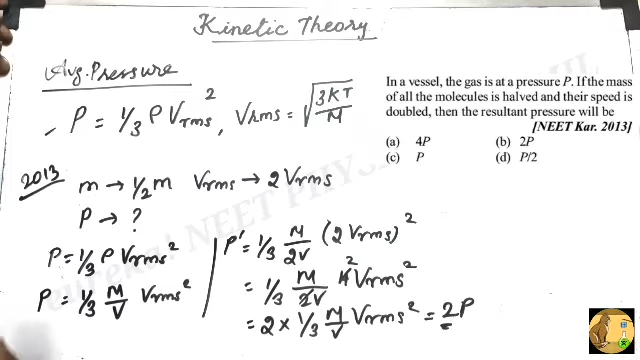 Kinetic Theory
Avg. Pressure
P = 1/3 ρ Vrms², Vrms = √(3KT/M)
In a vessel, the gas is at a pressure P. If the mass
of all the molecules is halved and their speed is
doubled, then the resultant pressure will be
[NEET Kar. 2013]
(a) 4P (b) 2P
(c) P (d) P/2
2013 m → 1/2 m Vrms → 2 Vrms
P → ?
P = 1/3 ρ Vrms²
P = 1/3 M/V Vrms²
P' = 1/3 M/2V (2Vrms)²
= 1/3 M/2V 4² Vrms²
= 2 × 1/3 M/V Vrms² = 2P